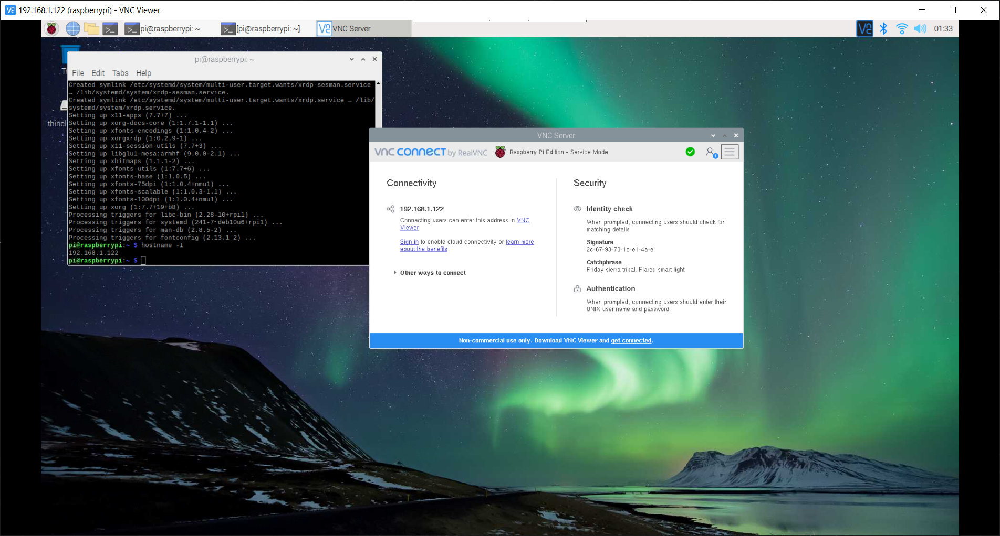 192.168.1.122 (raspberrypi) - VNC Viewer
pi@raspberrypi: ~
[pi@raspberrypi: ~]
VNC Server
01:33
pi@raspberrypi: ~
File Edit Tabs Help
Created symlink /etc/systemd/system/multi-user.target.wants/xrdp-sesman.service
→ /lib/systemd/system/xrdp-sesman.service.
Created symlink /etc/systemd/system/multi-user.target.wants/xrdp.service → /lib/
systemd/system/xrdp.service.
Setting up x11-apps (7.7+7) ...
Setting up xorg-docs-core (1:1.7.1-1.1) ...
Setting up xfonts-encodings (1:1.0.4-2) ...
Setting up xorgxrdp (1:0.2.9-1) ...
Setting up x11-session-utils (7.7+3) ...
Setting up libglu1-mesa:armhf (9.0.0-2.1) ...
Setting up xbitmaps (1.1.1-2) ...
Setting up xfonts-utils (1:7.7+6) ...
Setting up xfonts-base (1:1.0.5) ...
Setting up xfonts-75dpi (1:1.0.4+nmu1) ...
Setting up xfonts-scalable (1:1.0.3-1.1) ...
Setting up xfonts-100dpi (1:1.0.4+nmu1) ...
Setting up xorg (1:7.7+19+b8) ...
Processing triggers for libc-bin (2.28-10+rpi1) ...
Processing triggers for systemd (241-7~deb10u6+rpi1) ...
Processing triggers for man-db (2.8.5-2) ...
Processing triggers for fontconfig (2.13.1-2) ...
pi@raspberrypi:~ $ hostname -I
192.168.1.122
pi@raspberrypi:~ $
VNC Server
VNC CONNECT by RealVNC
Raspberry Pi Edition - Service Mode
1
Connectivity
192.168.1.122
Connecting users can enter this address in VNC
Viewer
Sign in to enable cloud connectivity or learn more
about the benefits
Other ways to connect
Security
Identity check
When prompted, connecting users should check for
matching details
Signature
2c-67-93-73-1c-e1-4a-e1
Catchphrase
Friday sierra tribal. Flared smart light
Authentication
When prompted, connecting users should enter their
UNIX user name and password.
Non-commercial use only. Download VNC Viewer and get connected.